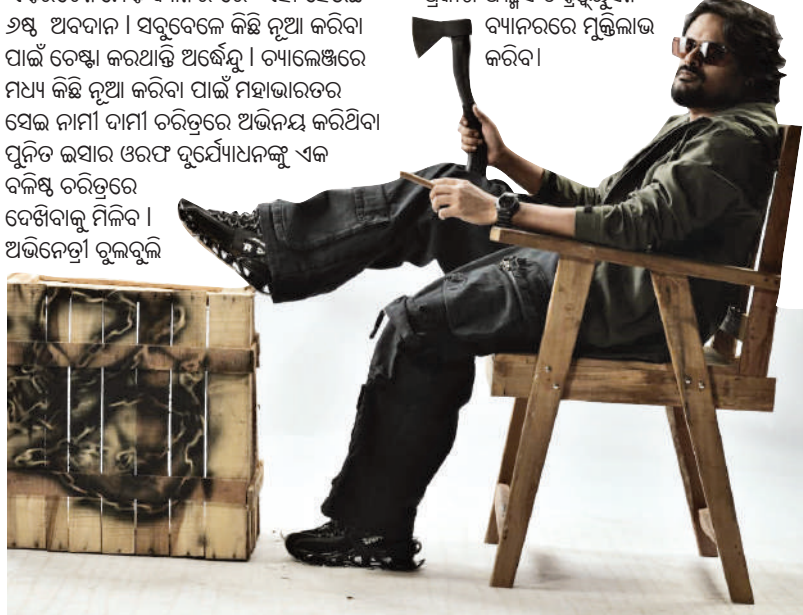 ୬ଷ୍ଠ ଅବଦାନ । ସବୁବେଳେ କିଛି ନୂଆ କରିବା
ପାଇଁ ଚେଷ୍ଟା କରଥାନ୍ତି ଅର୍ଦ୍ଧେନ୍ଦୁ । ଚ୍ୟାଲେଞ୍ଜରେ
ମଧ୍ୟ କିଛି ନୂଆ କରିବା ପାଇଁ ମହାଭାରତର
ସେଇ ନାମୀ ଦାମୀ ଚରିତ୍ରରେ ଅଭିନୟ କରିଥିବା
ପୁନିତ ଇସାର ଓରଫ ଦୁର୍ଯ୍ୟୋଧନଙ୍କୁ ଏକ
ବଳିଷ୍ଠ ଚରିତ୍ରରେ
ଦେଖିବାକୁ ମିଳିବ ।
ଅଭିନେତ୍ରୀ ଚୁଲବୁଲି
ବ୍ୟାନରରେ ମୁକ୍ତିଲାଭ
କରିବ।